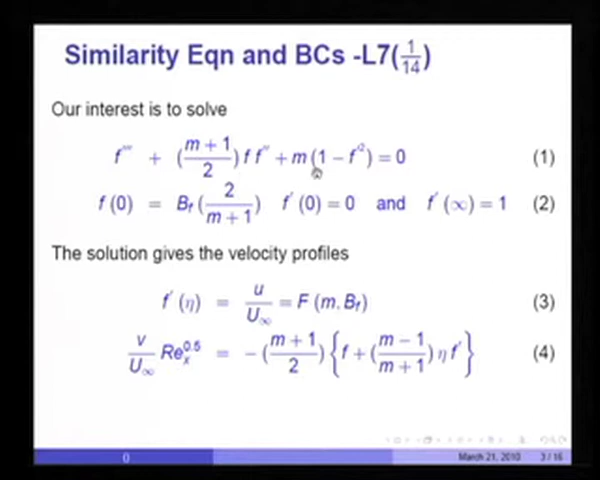 Similarity Eqn and BCs -L7(1/14)
Our interest is to solve
f''' + (m + 1 / 2) f f'' + m (1 − f'²) = 0 (1)
f (0) = B_f (2 / m + 1) f' (0) = 0 and f' (∞) = 1 (2)
The solution gives the velocity profiles
f' (η) = u / U_∞ = F (m, B_f) (3)
v / U_∞ Re_x^0.5 = − (m + 1 / 2) { f + (m − 1 / m + 1) η f' } (4)
() March 21, 2010 3 / 16